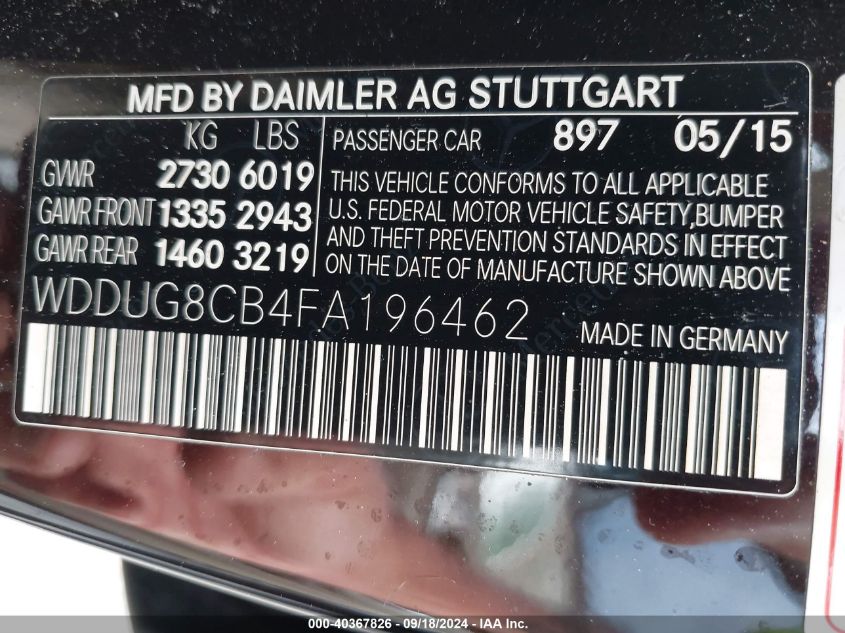 MFD BY DAIMLER AG STUTTGART
KG LBS
GVWR 2730 6019
GAWR FRONT 1335 2943
GAWR REAR 1460 3219
PASSENGER CAR 897 05/15
THIS VEHICLE CONFORMS TO ALL APPLICABLE
U.S. FEDERAL MOTOR VEHICLE SAFETY,BUMPER
AND THEFT PREVENTION STANDARDS IN EFFECT
ON THE DATE OF MANUFACTURE SHOWN ABOVE
WDDUG8CB4FA196462
MADE IN GERMANY
000-40367826 - 09/18/2024 - IAA Inc.